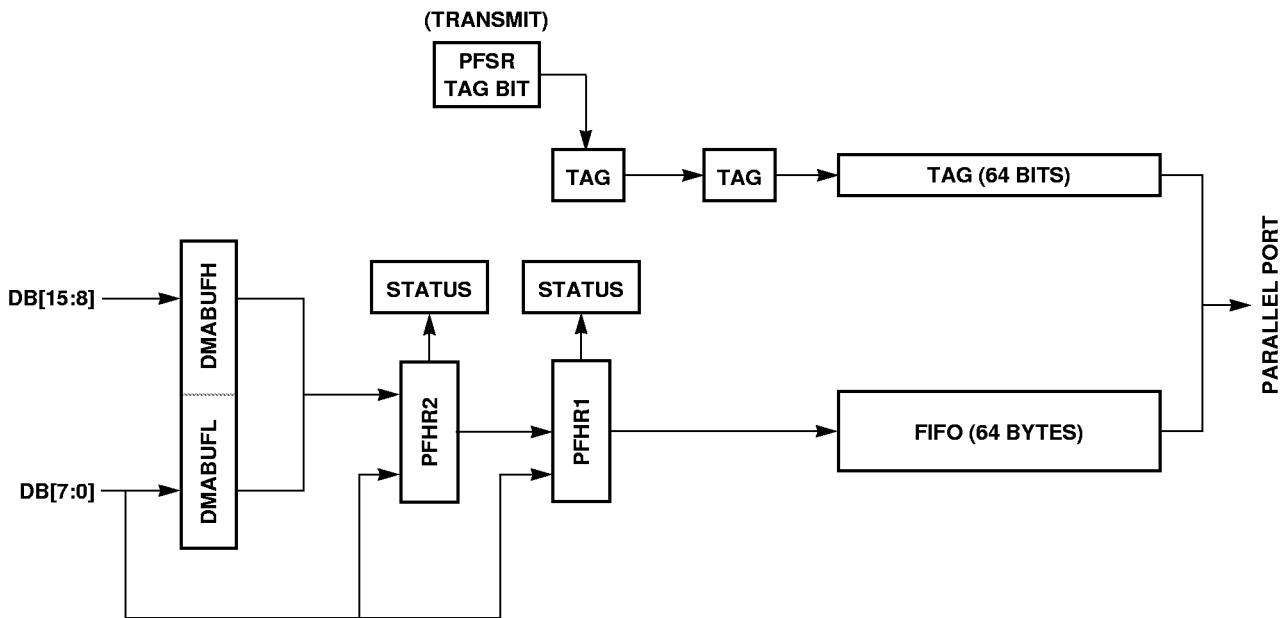 (TRANSMIT)
PFSR
TAG BIT
TAG
TAG
TAG (64 BITS)
PARALLEL PORT
DB[15:8]
DMABUFH
STATUS
STATUS
DMABUFL
PFHR2
PFHR1
FIFO (64 BYTES)
DB[7:0]